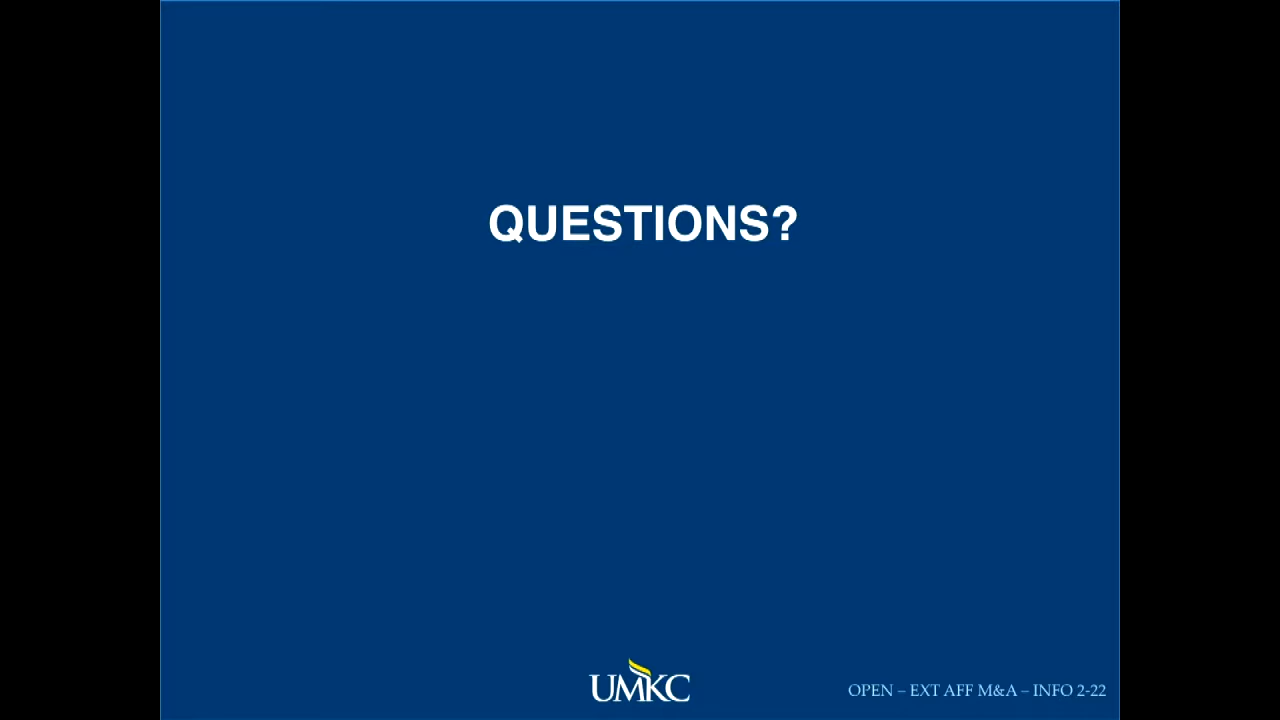 QUESTIONS?
UMKC
OPEN – EXT AFF M&A – INFO 2-22